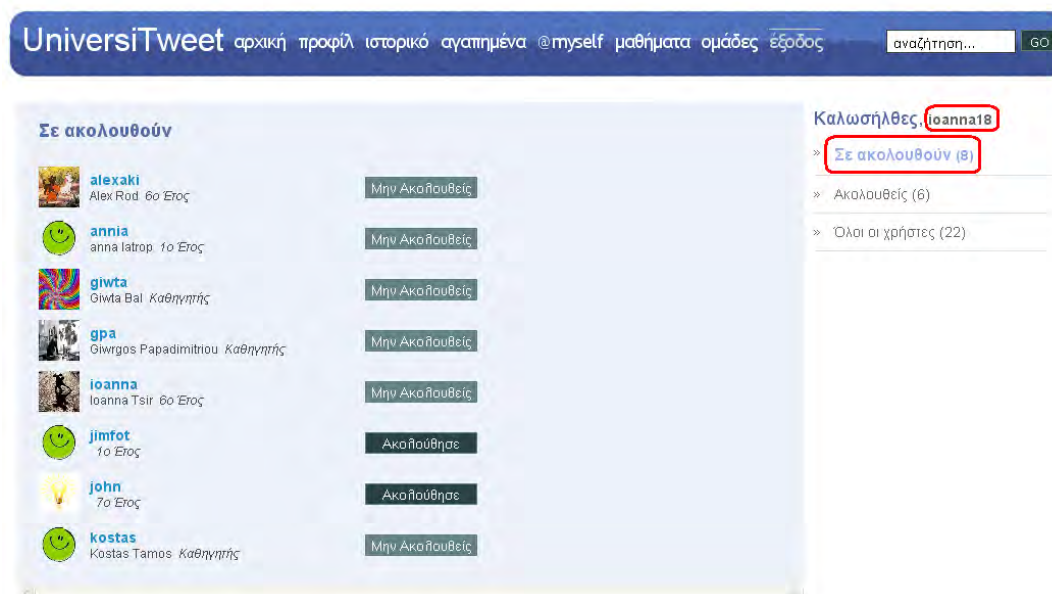 UniversiTweet αρχική προφίλ ιστορικό αγαπημένα @myself μαθήματα ομάδες έξοδος αναζήτηση... GO
Σε ακολουθούν
alexaki
Alex Rod 6ο Έτος
Μην Ακολουθείς
annia
anna Iatrop 1ο Έτος
Μην Ακολουθείς
giwta
Giwta Bal Καθηγητής
Μην Ακολουθείς
gpa
Giwrgos Papadimitriou Καθηγητής
Μην Ακολουθείς
ioanna
Ioanna Tsir 6ο Έτος
Μην Ακολουθείς
jimfot
1ο Έτος
Ακολούθησε
john
7ο Έτος
Ακολούθησε
kostas
Kostas Tamos Καθηγητής
Μην Ακολουθείς
Καλωσήλθες, ioanna18
» Σε ακολουθούν (8)
» Ακολουθείς (6)
» Όλοι οι χρήστες (22)